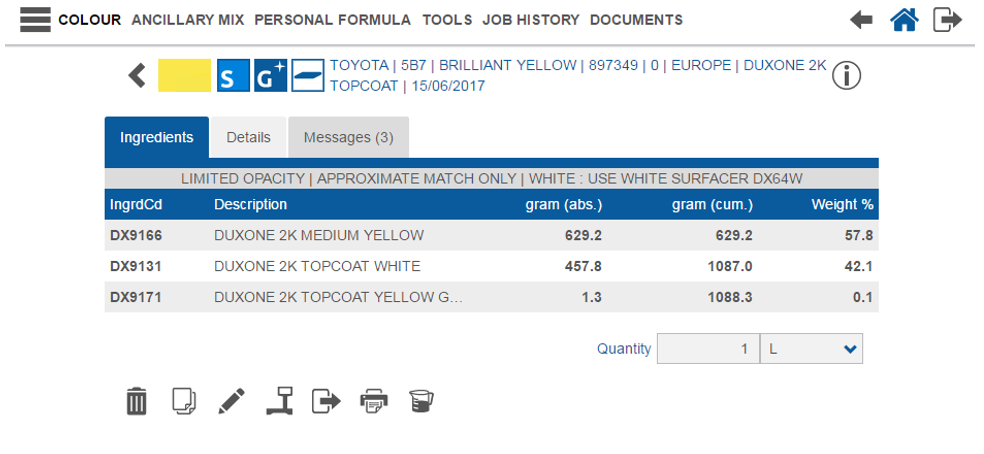 COLOUR ANCILLARY MIX PERSONAL FORMULA TOOLS JOB HISTORY DOCUMENTS
S G+ TOYOTA | 5B7 | BRILLIANT YELLOW | 897349 | 0 | EUROPE | DUXONE 2K
TOPCOAT | 15/06/2017
Ingredients Details Messages (3)
LIMITED OPACITY | APPROXIMATE MATCH ONLY | WHITE : USE WHITE SURFACER DX64W
IngrdCd Description gram (abs.) gram (cum.) Weight %
DX9166 DUXONE 2K MEDIUM YELLOW 629.2 629.2 57.8
DX9131 DUXONE 2K TOPCOAT WHITE 457.8 1087.0 42.1
DX9171 DUXONE 2K TOPCOAT YELLOW G... 1.3 1088.3 0.1
Quantity 1 L